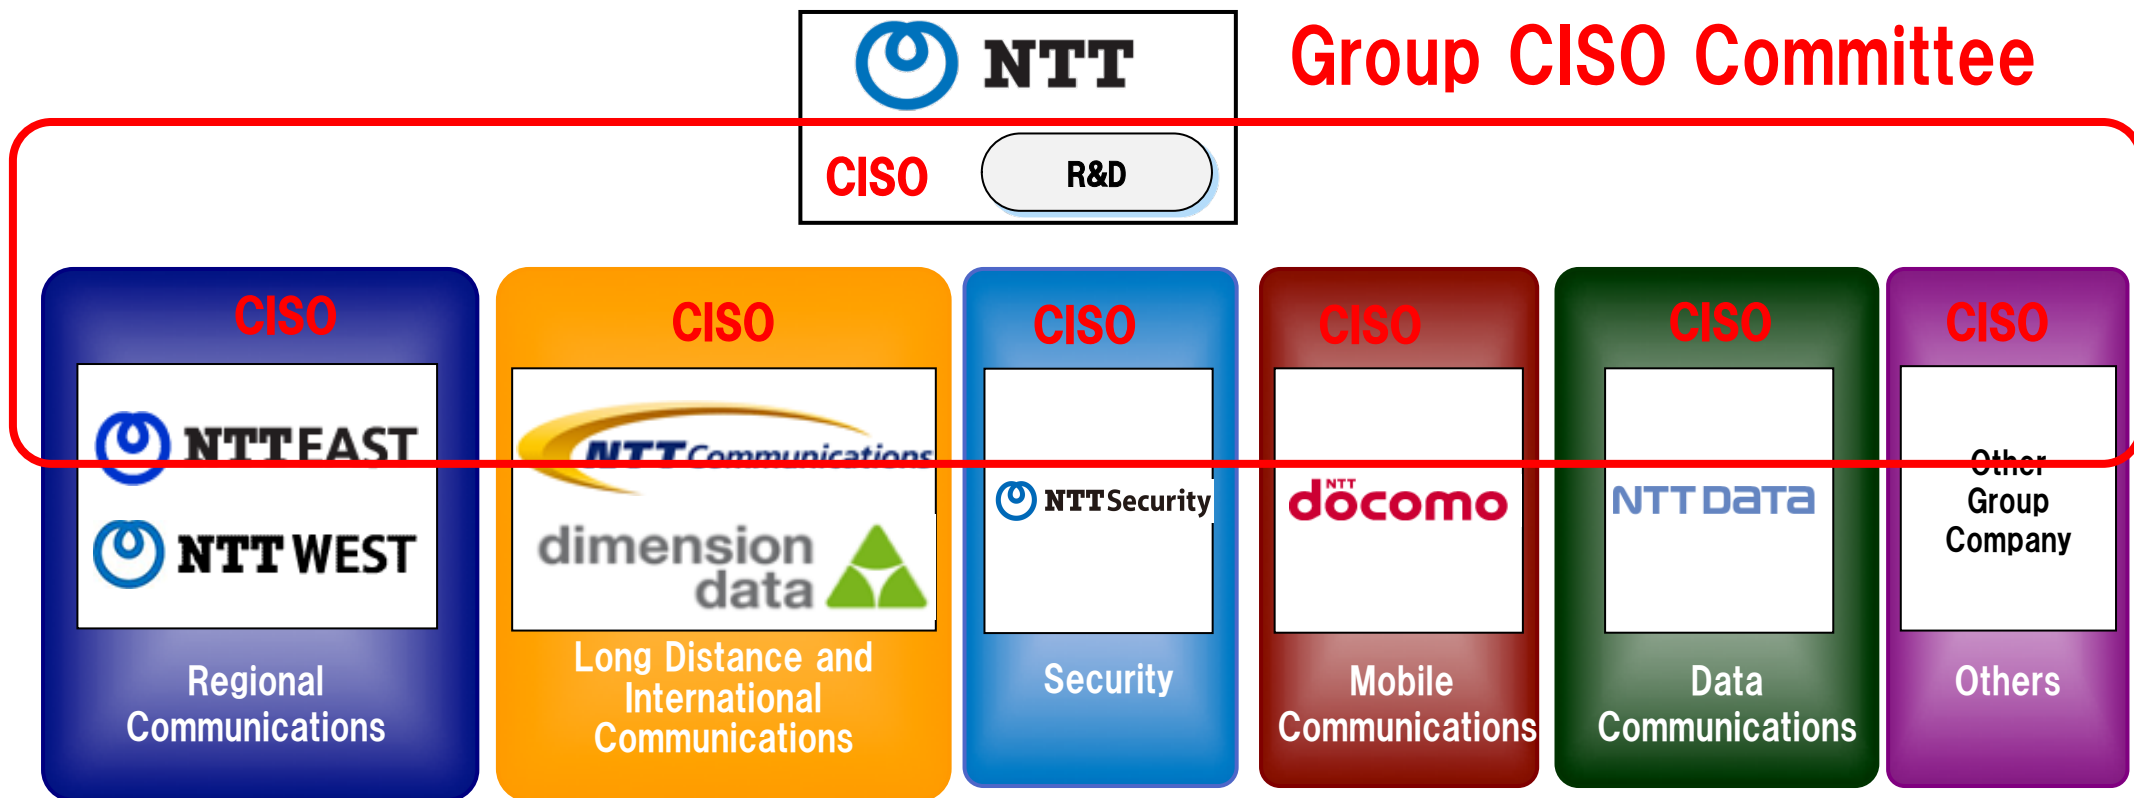 NTT
Group CISO Committee
CISO
R&D
CISO
NTT EAST
NTT WEST
Regional
Communications
CISO
NTT Communications
dimension
data
Long Distance and
International
Communications
CISO
NTT Security
Security
CISO
NTT
döcomo
Mobile
Communications
CISO
NTT DATA
Data
Communications
CISO
Other
Group
Company
Others